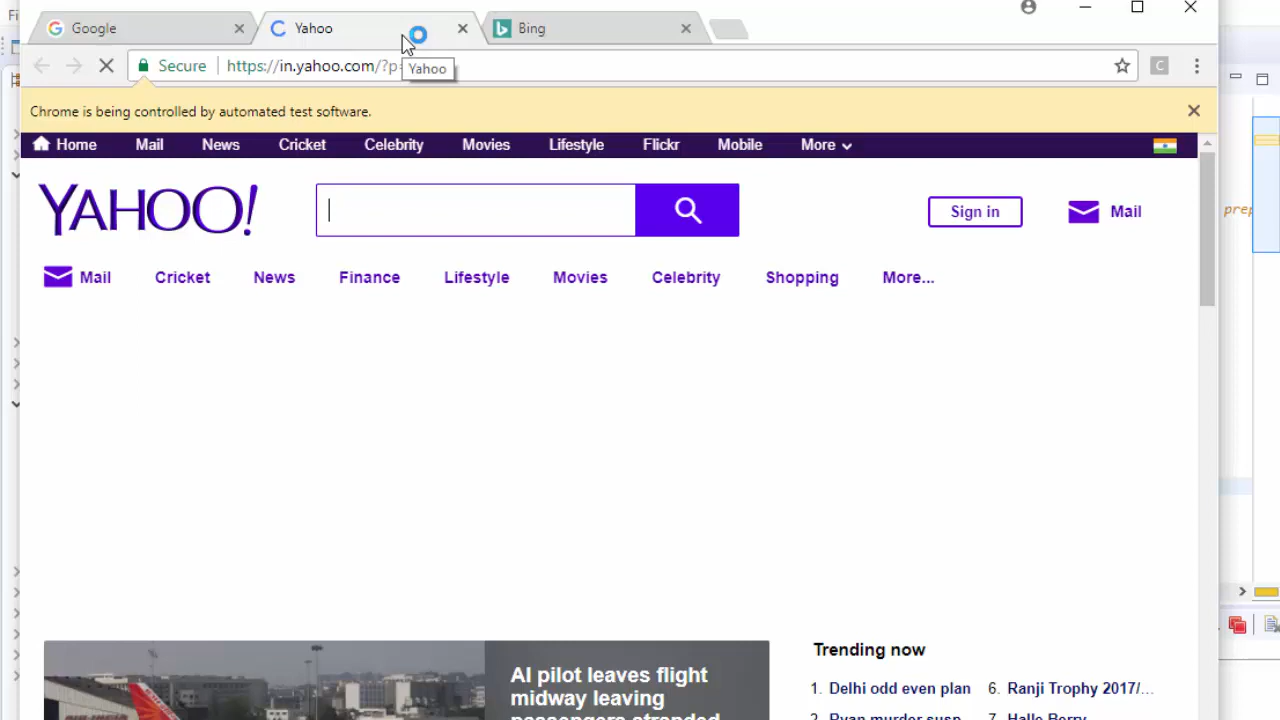 Google
Yahoo
Bing
Secure
https://in.yahoo.com/?p=
Yahoo
C
Chrome is being controlled by automated test software.
Home Mail News Cricket Celebrity Movies Lifestyle Flickr Mobile More
YAHOO!
Sign in
Mail
Mail Cricket News Finance Lifestyle Movies Celebrity Shopping More...
prep
AI pilot leaves flight
midway leaving
passengers stranded
Trending now
1. Delhi odd even plan
6. Ranji Trophy 2017/...
2. Ryan murder susp
7. Halle Berry